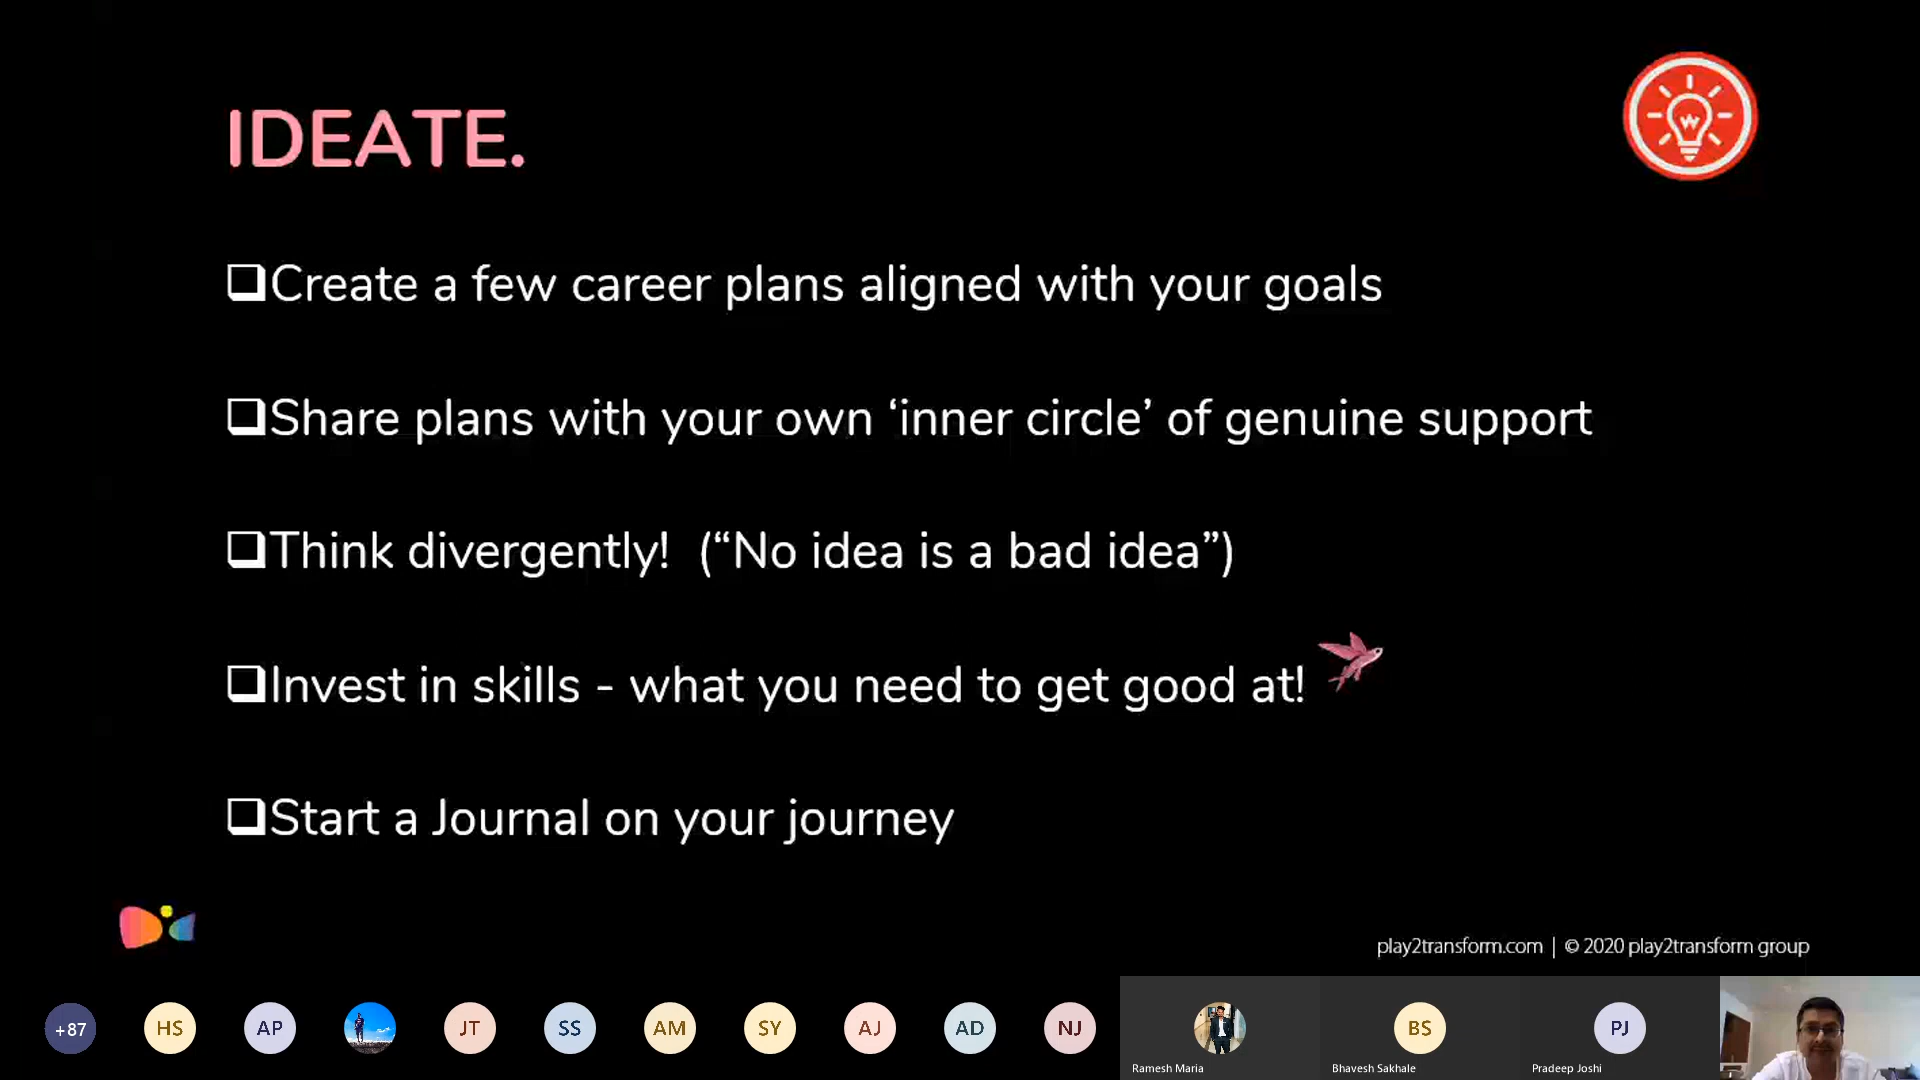 IDEATE.
❑Create a few career plans aligned with your goals
❑Share plans with your own ‘inner circle’ of genuine support
❑Think divergently! (“No idea is a bad idea”)
❑Invest in skills - what you need to get good at!
❑Start a Journal on your journey
play2transform.com | © 2020 play2transform group
+87 HS AP JT SS AM SY AJ AD NJ BS PJ
Ramesh Maria Bhavesh Sakhale Pradeep Joshi